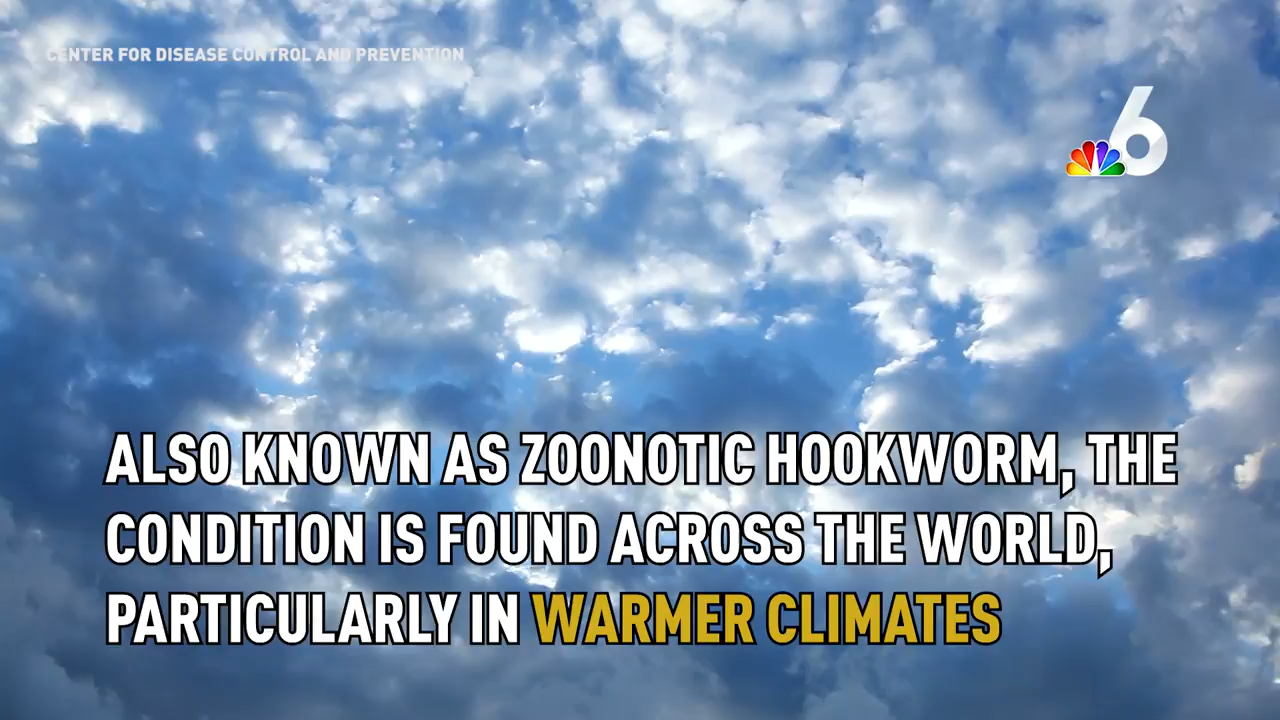 CENTER FOR DISEASE CONTROL AND PREVENTION
6
ALSO KNOWN AS ZOONOTIC HOOKWORM, THE
CONDITION IS FOUND ACROSS THE WORLD,
PARTICULARLY IN WARMER CLIMATES